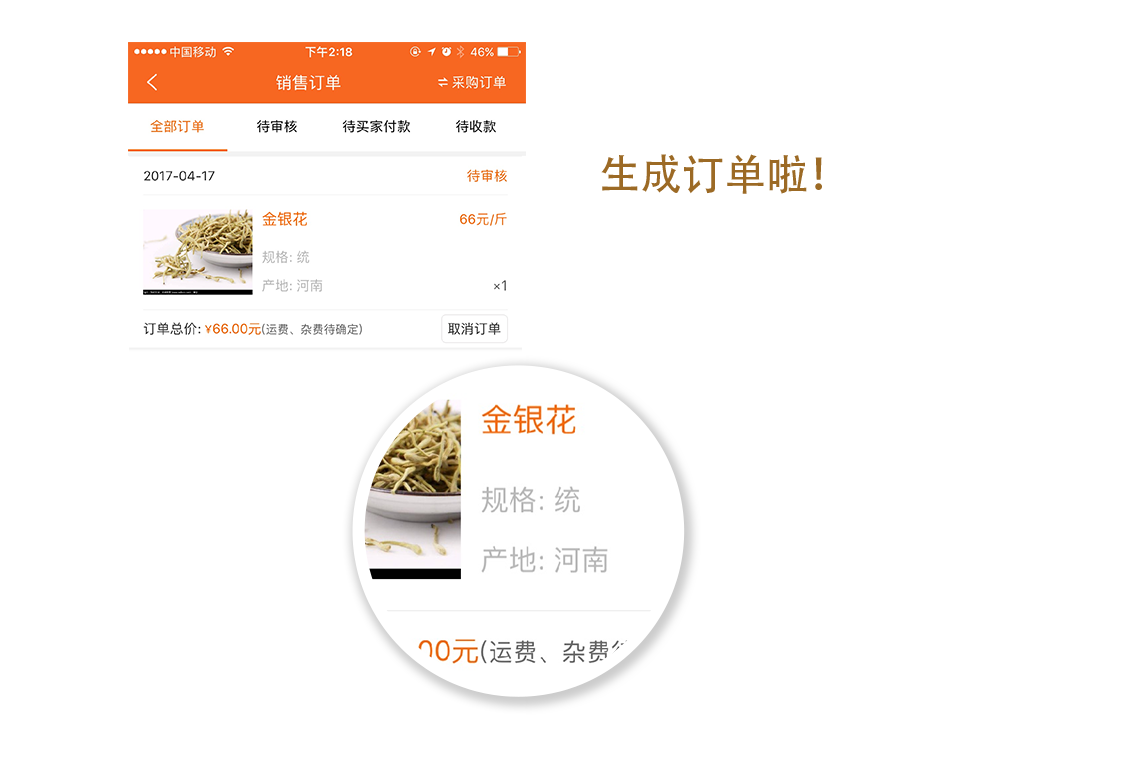 中国移动 下午2:18 46%
销售订单 采购订单
全部订单 待审核 待买家付款 待收款
2017-04-17 待审核
生成订单啦！
金银花 66元/斤
规格: 统
产地: 河南 ×1
订单总价: ¥66.00元(运费、杂费待确定) 取消订单
金银花
规格: 统
产地: 河南
00元(运费、杂费待